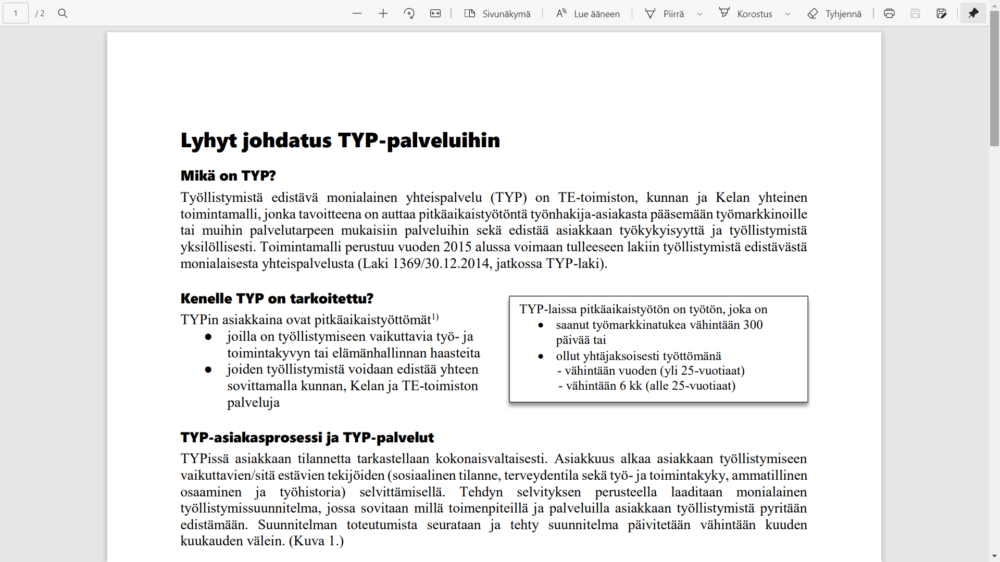 1 / 2 Sivunäkymä Lue ääneen Piirrä Korostus Tyhjennä
Lyhyt johdatus TYP-palveluihin
Mikä on TYP?
Työllistymistä edistävä monialainen yhteispalvelu (TYP) on TE-toimiston, kunnan ja Kelan yhteinen
toimintamalli, jonka tavoitteena on auttaa pitkäaikaistyötöntä työnhakija-asiakasta pääsemään työmarkkinoille
tai muihin palvelutarpeen mukaisiin palveluihin sekä edistää asiakkaan työkykyisyyttä ja työllistymistä
yksilöllisesti. Toimintamalli perustuu vuoden 2015 alussa voimaan tulleeseen lakiin työllistymistä edistävästä
monialaisesta yhteispalvelusta (Laki 1369/30.12.2014, jatkossa TYP-laki).
Kenelle TYP on tarkoitettu?
TYPin asiakkaina ovat pitkäaikaistyöttömät1)
● joilla on työllistymiseen vaikuttavia työ- ja
toimintakyvyn tai elämänhallinnan haasteita
● joiden työllistymistä voidaan edistää yhteen
sovittamalla kunnan, Kelan ja TE-toimiston
palveluja
TYP-laissa pitkäaikaistyötön on työtön, joka on
● saanut työmarkkinatukea vähintään 300
päivää tai
● ollut yhtäjaksoisesti työttömänä
- vähintään vuoden (yli 25-vuotiaat)
- vähintään 6 kk (alle 25-vuotiaat)
TYP-asiakasprosessi ja TYP-palvelut
TYPissä asiakkaan tilannetta tarkastellaan kokonaisvaltaisesti. Asiakkuus alkaa asiakkaan työllistymiseen
vaikuttavien/sitä estävien tekijöiden (sosiaalinen tilanne, terveydentila sekä työ- ja toimintakyky, ammatillinen
osaaminen ja työhistoria) selvittämisellä. Tehdyn selvityksen perusteella laaditaan monialainen
työllistymissuunnitelma, jossa sovitaan millä toimenpiteillä ja palveluilla asiakkaan työllistymistä pyritään
edistämään. Suunnitelman toteutumista seurataan ja tehty suunnitelma päivitetään vähintään kuuden
kuukauden välein. (Kuva 1.)